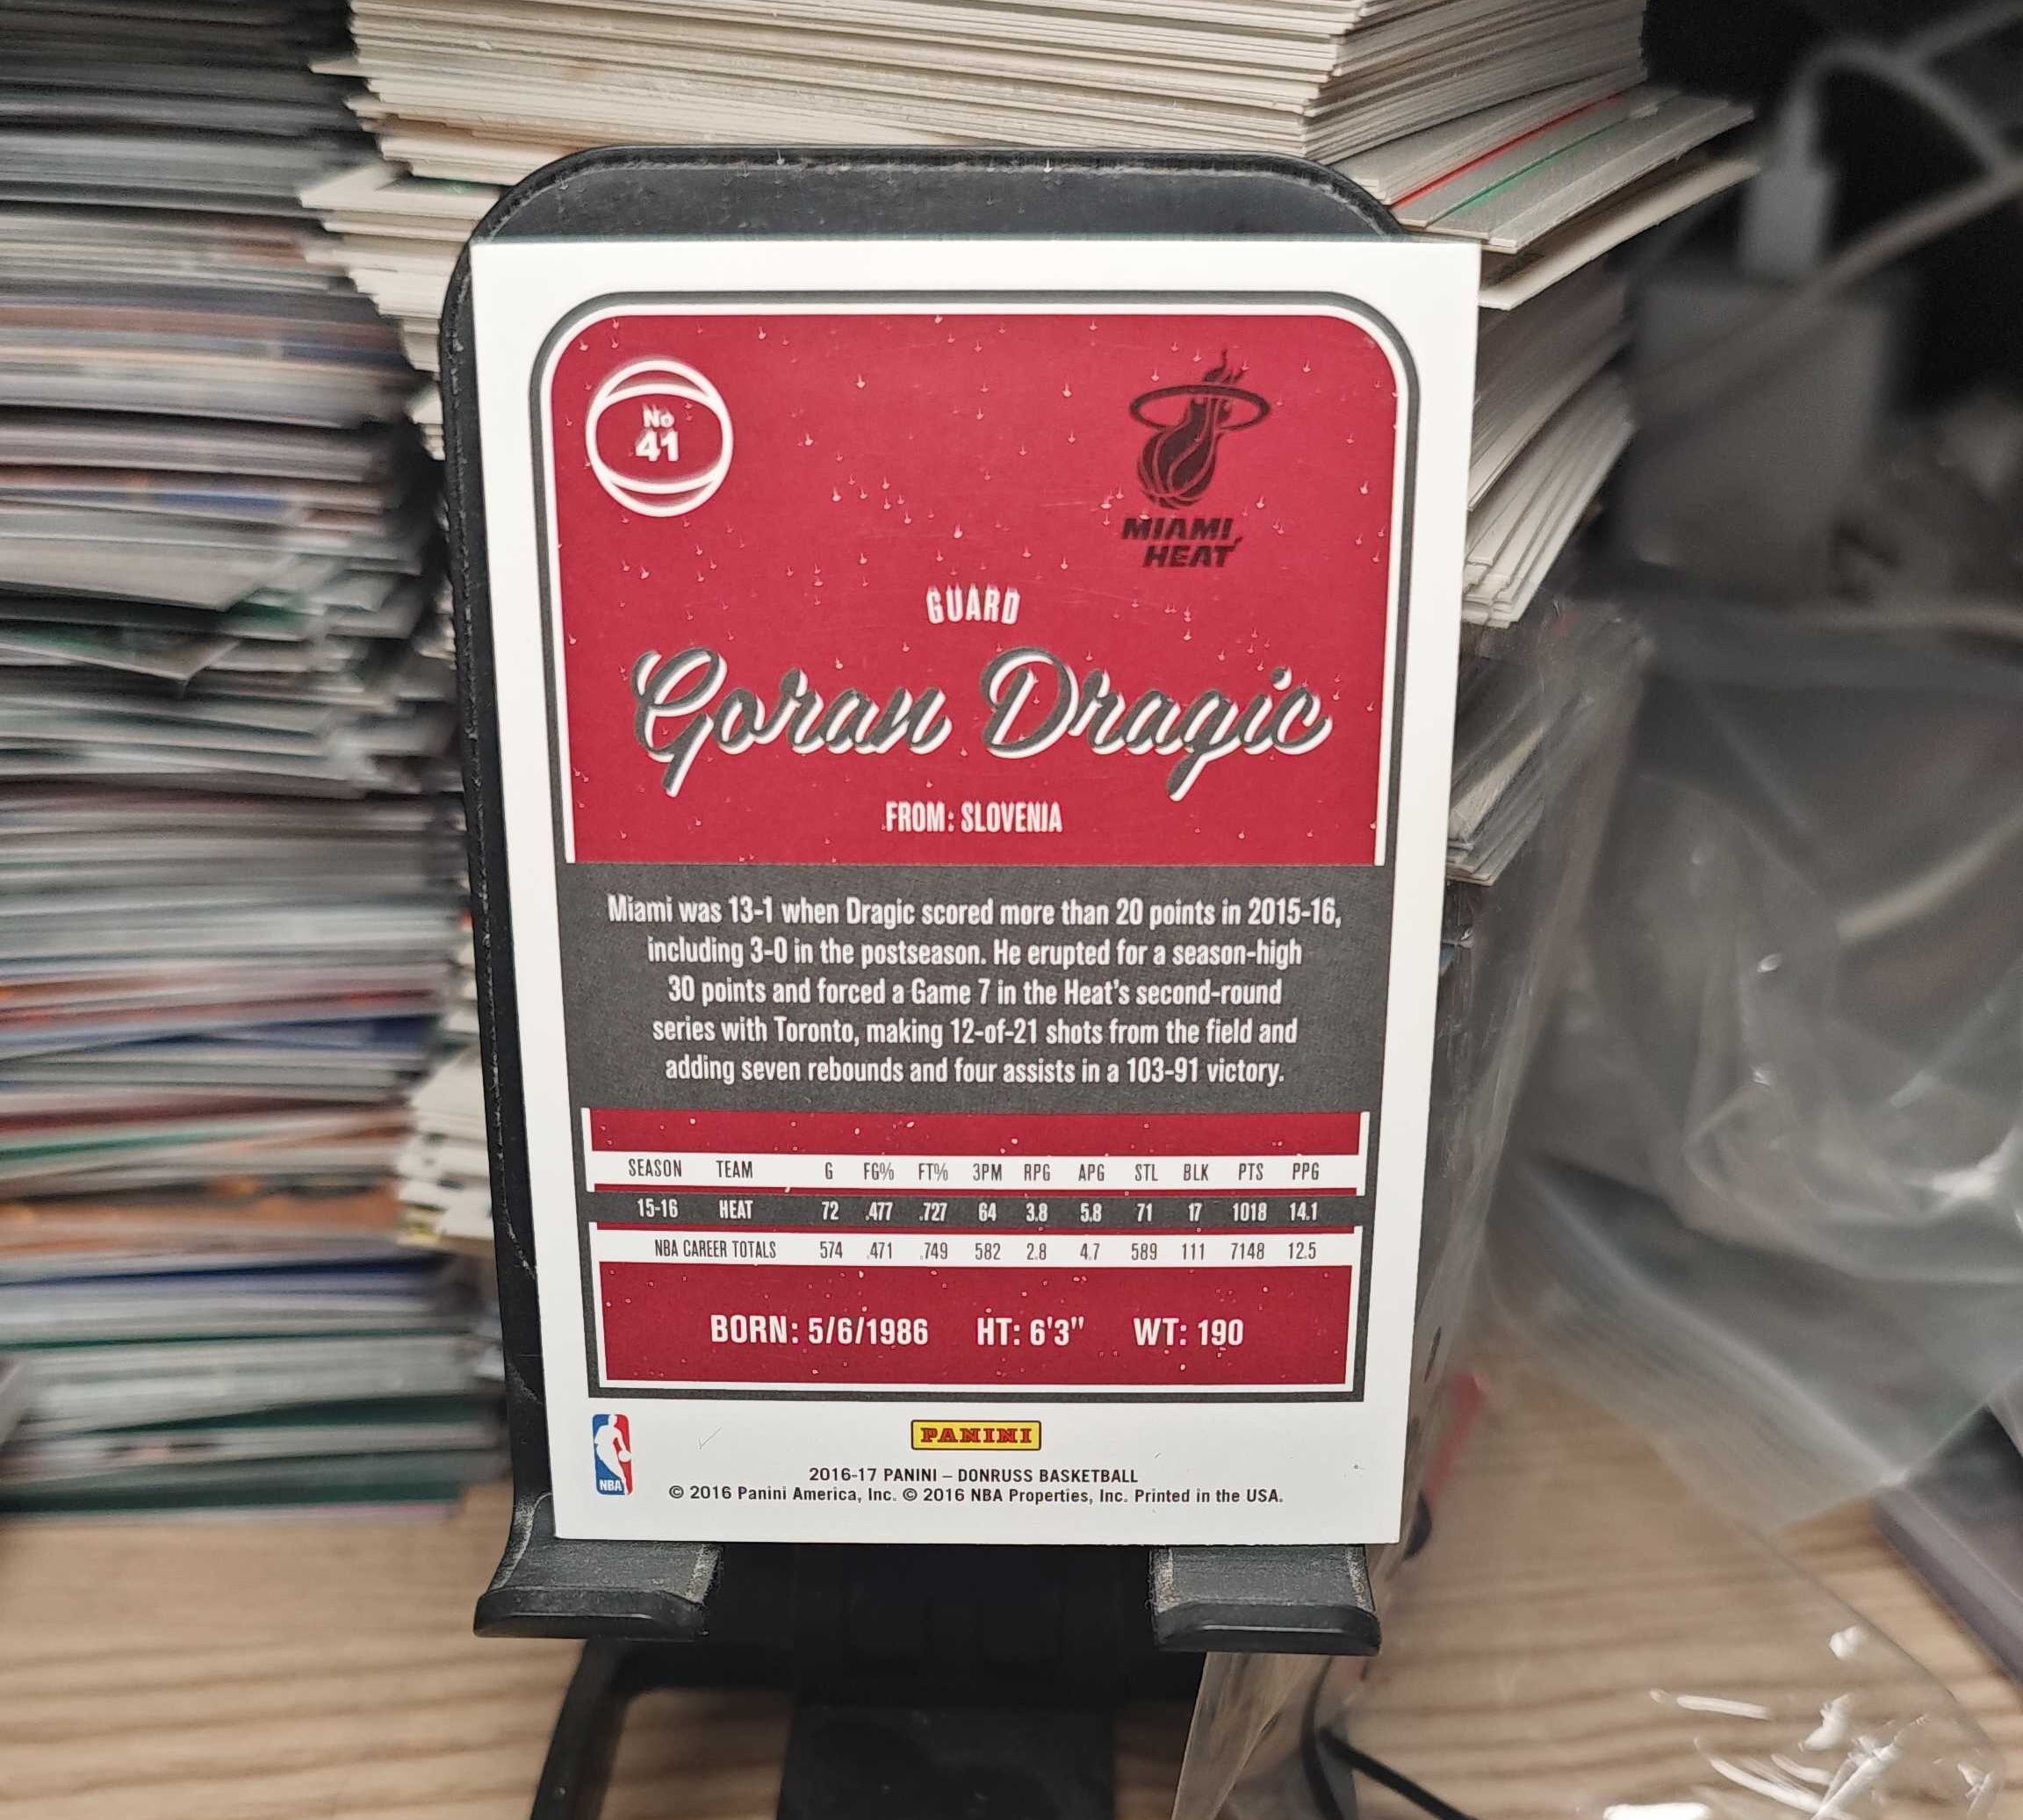 No
41
MIAMI
HEAT
GUARD
Goran Dragic
FROM: SLOVENIA
Miami was 13-1 when Dragic scored more than 20 points in 2015-16,
including 3-0 in the postseason. He erupted for a season-high
30 points and forced a Game 7 in the Heat's second-round
series with Toronto, making 12-of-21 shots from the field and
adding seven rebounds and four assists in a 103-91 victory.
SEASON TEAM G FG% FT% 3PM RPG APG STL BLK PTS PPG
15-16 HEAT 72 .477 .727 64 3.8 5.8 71 17 1018 14.1
NBA CAREER TOTALS 574 .471 .749 582 2.8 4.7 589 111 7148 12.5
BORN: 5/6/1986 HT: 6'3" WT: 190
NBA
PANINI
2016-17 PANINI – DONRUSS BASKETBALL
© 2016 Panini America, Inc. © 2016 NBA Properties, Inc. Printed in the USA.